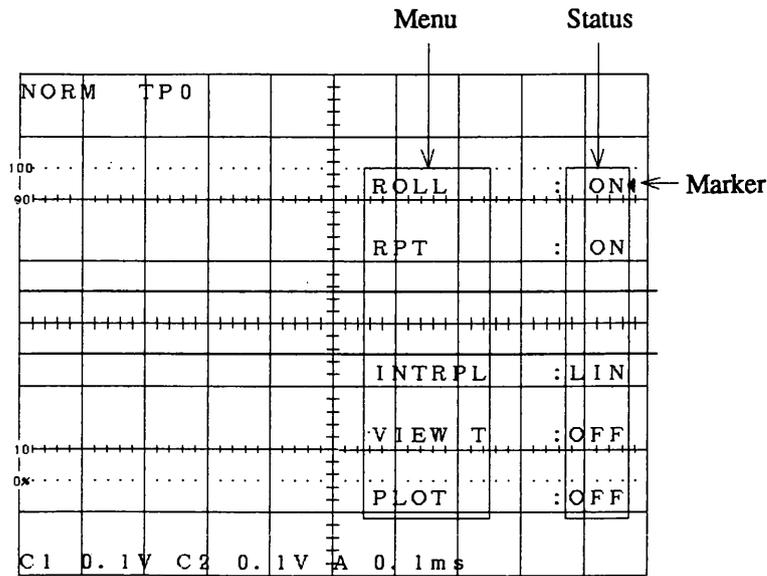 Menu Status
NORM TP0
100
ROLL : ON Marker
90
RPT : ON
INTRPL :LIN
VIEW T :OFF
10
0%
PLOT :OFF
C1 0.1V C2 0.1V A 0.1ms